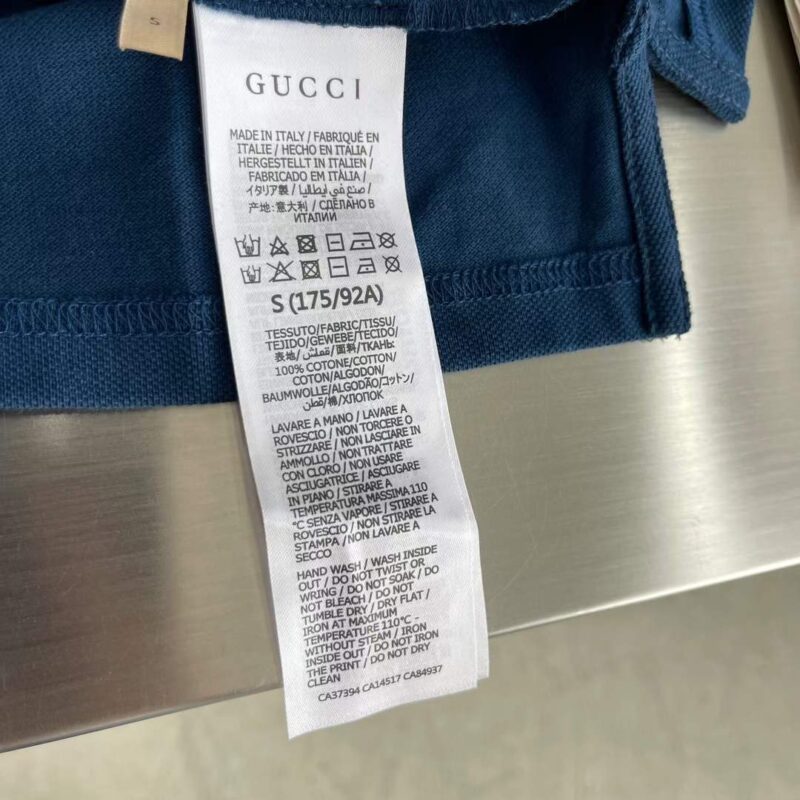 S
GUCCI
MADE IN ITALY / FABRIQUÉ EN
ITALIE / HECHO EN ITALIA /
HERGESTELLT IN ITALIEN /
FABRICADO EM ITÀLIA /
イタリア製 / صنع في إيطاليا /
产地:意大利 / СДЕЛАНО В
ИТАЛИИ
S (175/92A)
TESSUTO/FABRIC/TISSU/
TEJIDO/GEWEBE/TECIDO/
表地/قماش/面料/ТКАНЬ:
100% COTONE/COTTON/
COTON/ALGODON/
BAUMWOLLE/ALGODÃO/コットン/
قطن/棉/ХЛОПОК
LAVARE A MANO / LAVARE A
ROVESCIO / NON TORCERE O
STRIZZARE / NON LASCIARE IN
AMMOLLO / NON TRATTARE
CON CLORO / NON USARE
ASCIUGATRICE / ASCIUGARE
IN PIANO / STIRARE A
TEMPERATURA MASSIMA 110
°C SENZA VAPORE / STIRARE A
ROVESCIO / NON STIRARE LA
STAMPA /NON LAVARE A
SECCO
HAND WASH / WASH INSIDE
OUT / DO NOT TWIST OR
WRING / DO NOT SOAK / DO
NOT BLEACH / DO NOT
TUMBLE DRY / DRY FLAT /
IRON AT MAXIMUM
TEMPERATURE 110°C -
WITHOUT STEAM / IRON
INSIDE OUT / DO NOT IRON
THE PRINT / DO NOT DRY
CLEAN
CA37394 CA14517 CA84937